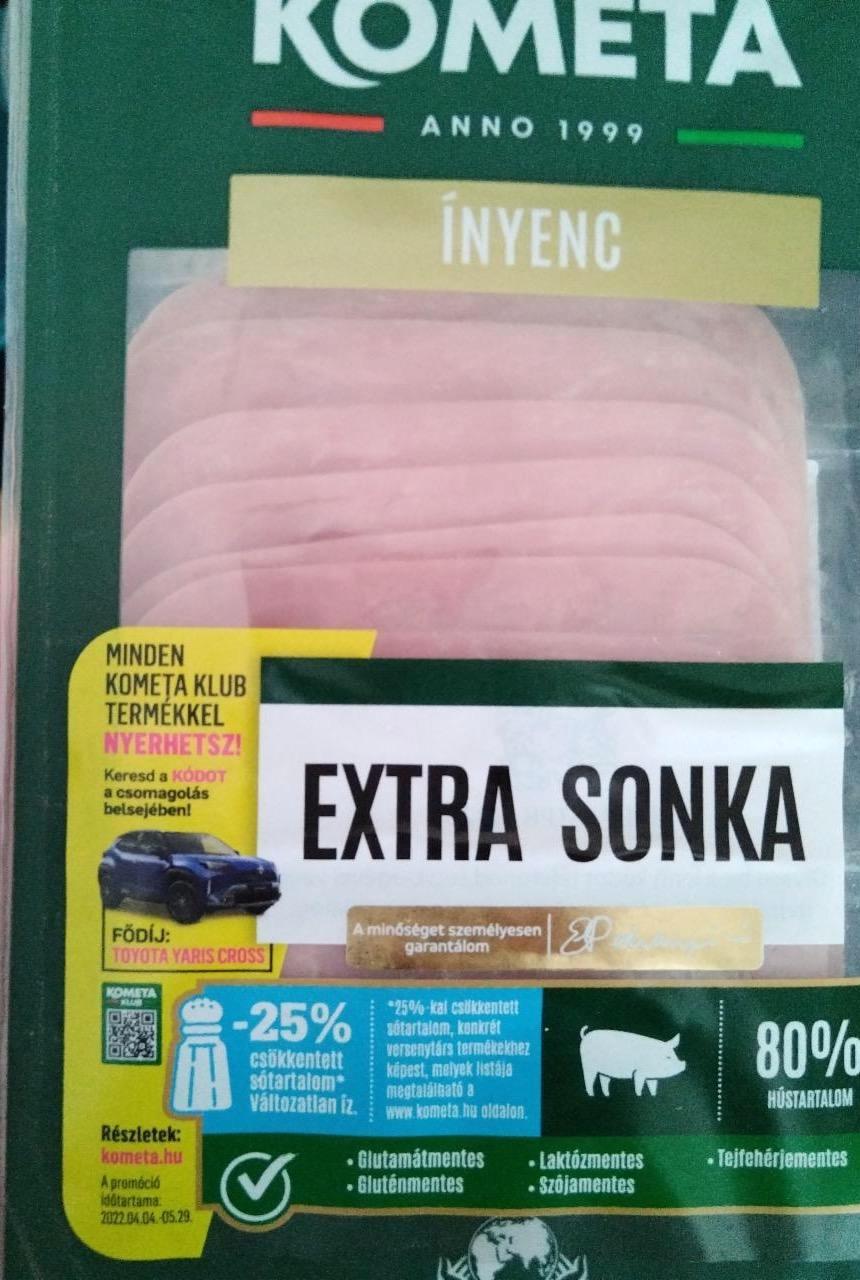 KOMETA
ANNO 1999
ÍNYENC
MINDEN
KOMETA KLUB
TERMÉKKEL
NYERHETSZ!
Keresd a KÓDOT
a csomagolás
belsejében!
FŐDÍJ:
TOYOTA YARIS CROSS
EXTRA SONKA
A minőséget személyesen
garantálom
KOMETA
KLUB
Részletek:
kometa.hu
A promóció
időtartama:
2022.04.04.-05.29.
-25%
csökkentett
sótartalom*
Változatlan íz.
*25%-kal csökkentett
sótartalom, konkrét
versenytárs termékekhez
képest, melyek listája
megtalálható a
www.kometa.hu oldalon.
80%
HÚSTARTALOM
• Glutamátmentes
• Gluténmentes
• Laktózmentes
• Szójamentes
• Tejfehérjementes